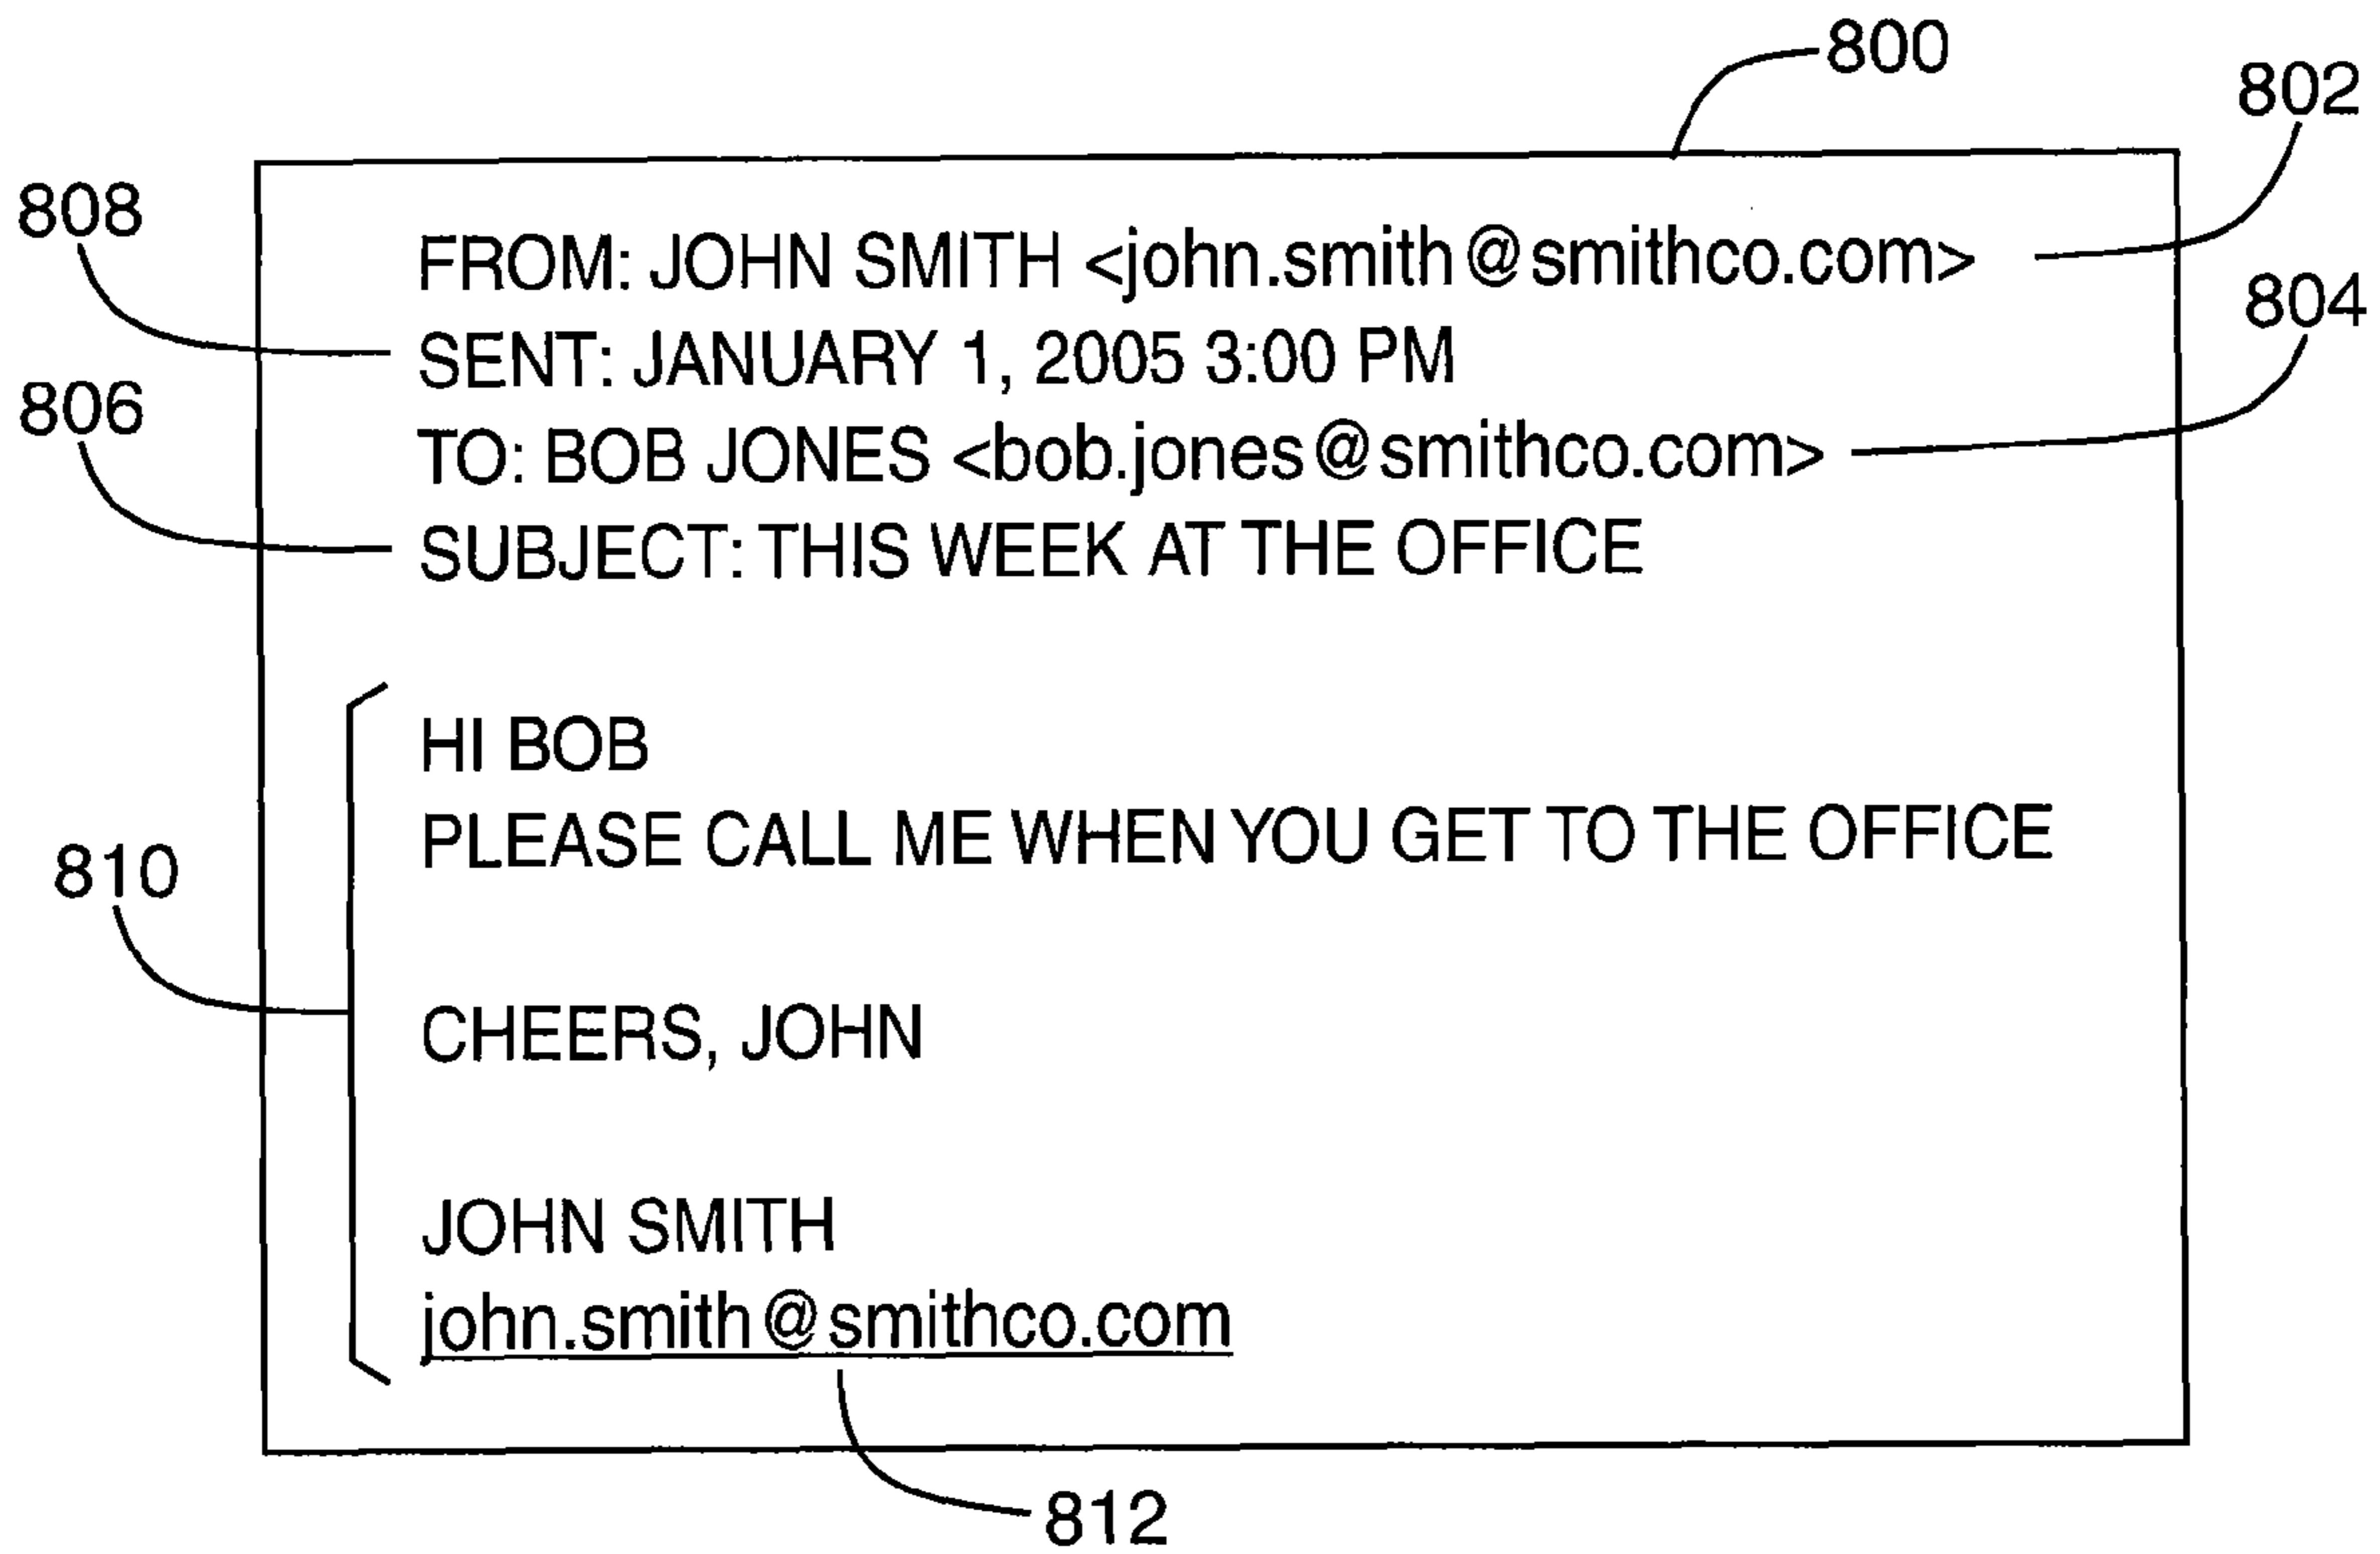 800
802
808
FROM: JOHN SMITH <john.smith@smithco.com>
804
SENT: JANUARY 1, 2005 3:00 PM
806
TO: BOB JONES <bob.jones@smithco.com>
SUBJECT: THIS WEEK AT THE OFFICE
HI BOB
PLEASE CALL ME WHEN YOU GET TO THE OFFICE
810
CHEERS, JOHN
JOHN SMITH
john.smith@smithco.com
812